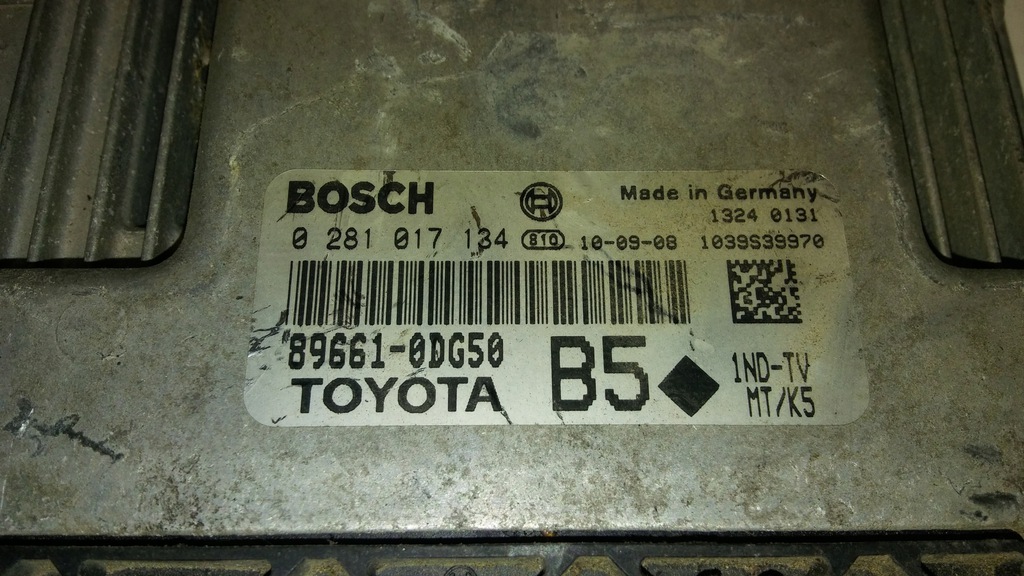 BOSCH Made in Germany
1324 0131
0 281 017 134 810 10-09-08 1039S39970
89661-0DG50 B5 1ND-TV
TOYOTA MT/K5